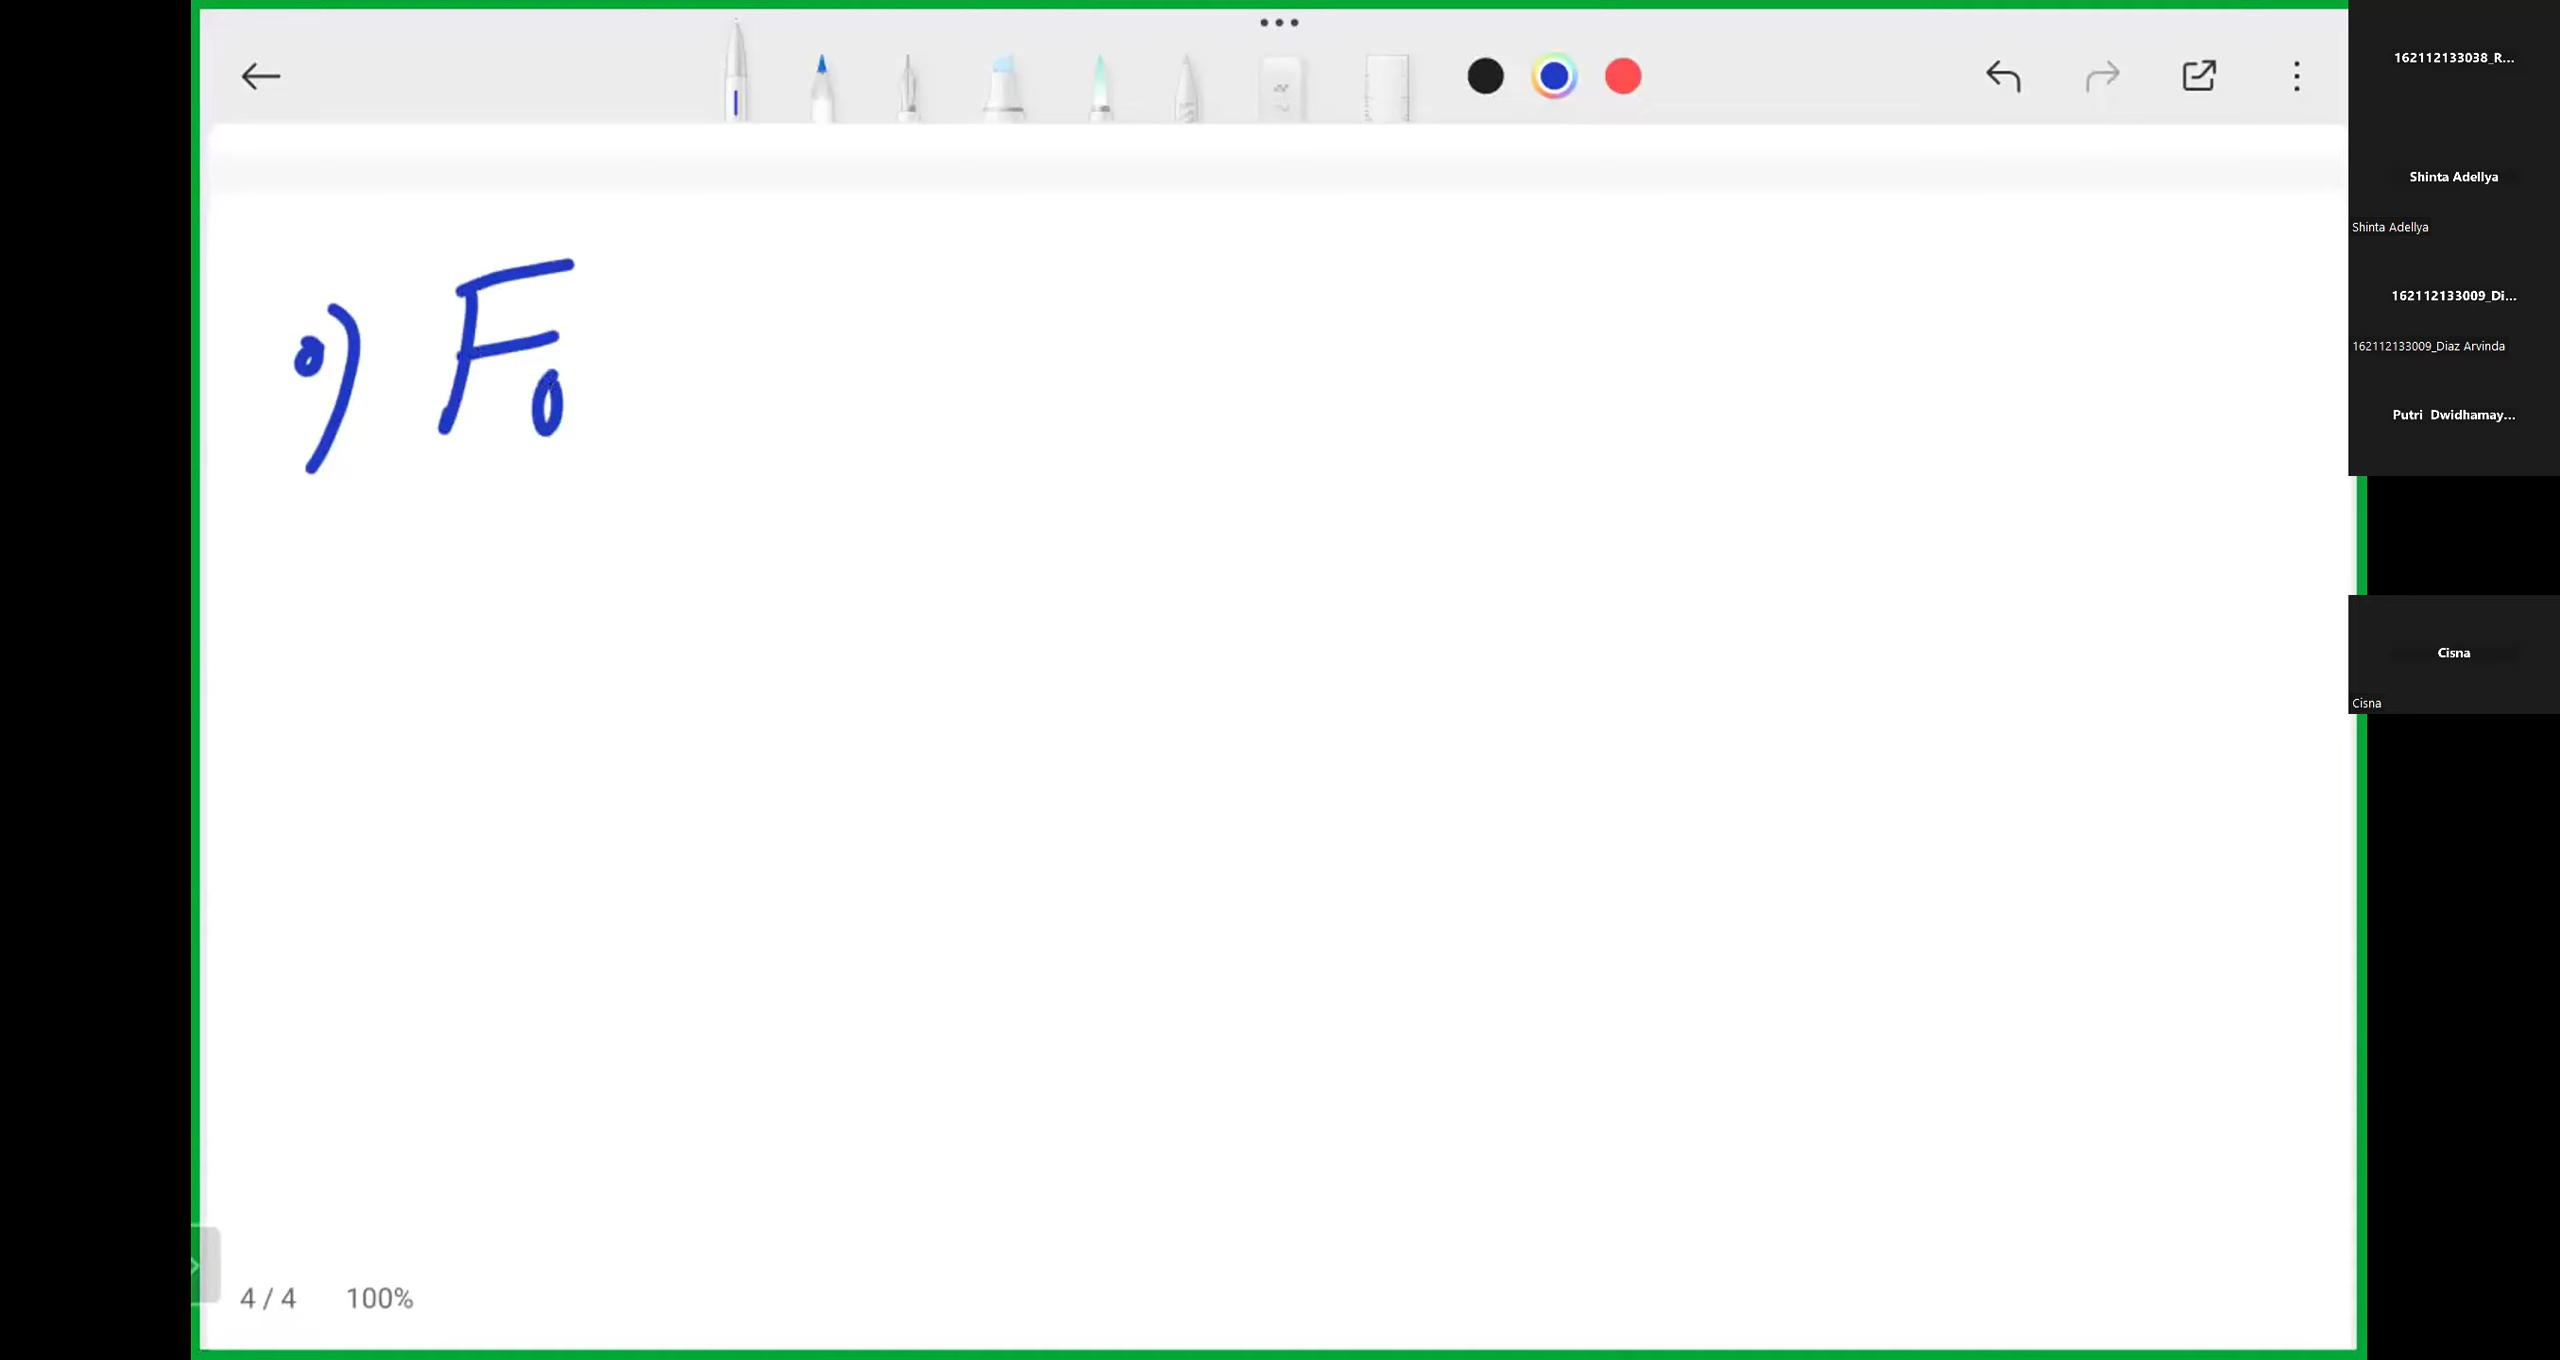 162112133038_R...
Shinta Adellya
Shinta Adellya
162112133009_Di...
162112133009_Diaz Arvinda
Putri Dwidhamay...
Cisna
Cisna
o) F₀
4 / 4 100%